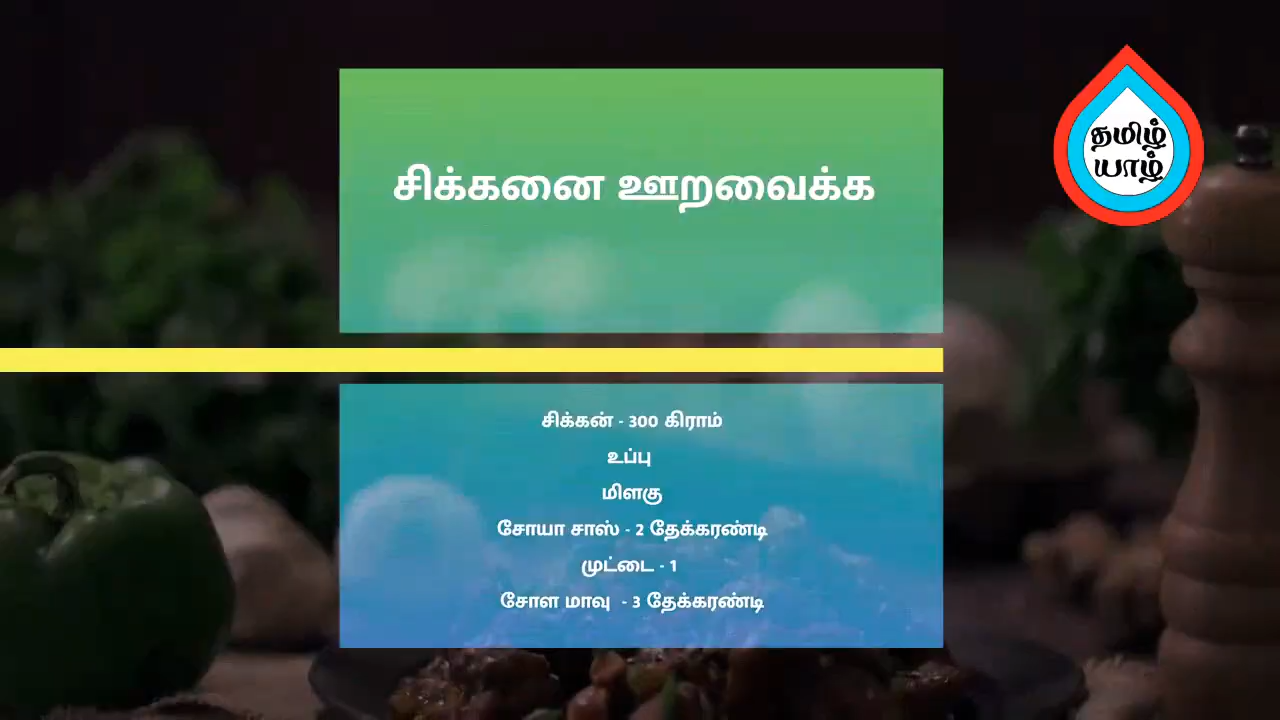 சிக்கனை ஊறவைக்க
தமிழ்
யாழ்
சிக்கன் - 300 கிராம்
உப்பு
மிளகு
சோயா சாஸ் - 2 தேக்கரண்டி
முட்டை - 1
சோள மாவு - 3 தேக்கரண்டி